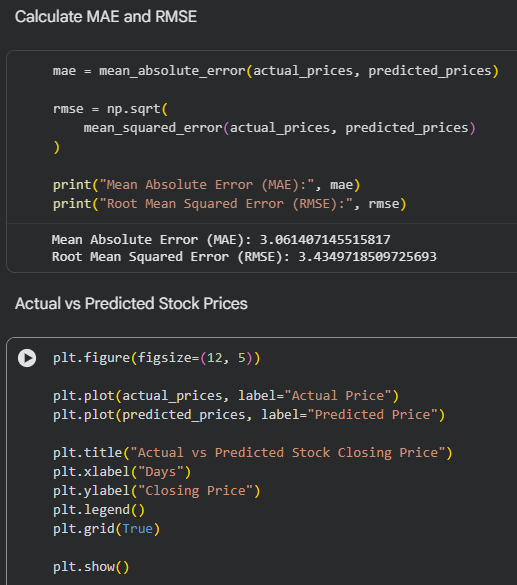 Calculate MAE and RMSE
mae = mean_absolute_error(actual_prices, predicted_prices)
rmse = np.sqrt(
    mean_squared_error(actual_prices, predicted_prices)
)
print("Mean Absolute Error (MAE):", mae)
print("Root Mean Squared Error (RMSE):", rmse)
Mean Absolute Error (MAE): 3.061407145515817
Root Mean Squared Error (RMSE): 3.4349718509725693
Actual vs Predicted Stock Prices
plt.figure(figsize=(12, 5))
plt.plot(actual_prices, label="Actual Price")
plt.plot(predicted_prices, label="Predicted Price")
plt.title("Actual vs Predicted Stock Closing Price")
plt.xlabel("Days")
plt.ylabel("Closing Price")
plt.legend()
plt.grid(True)
plt.show()